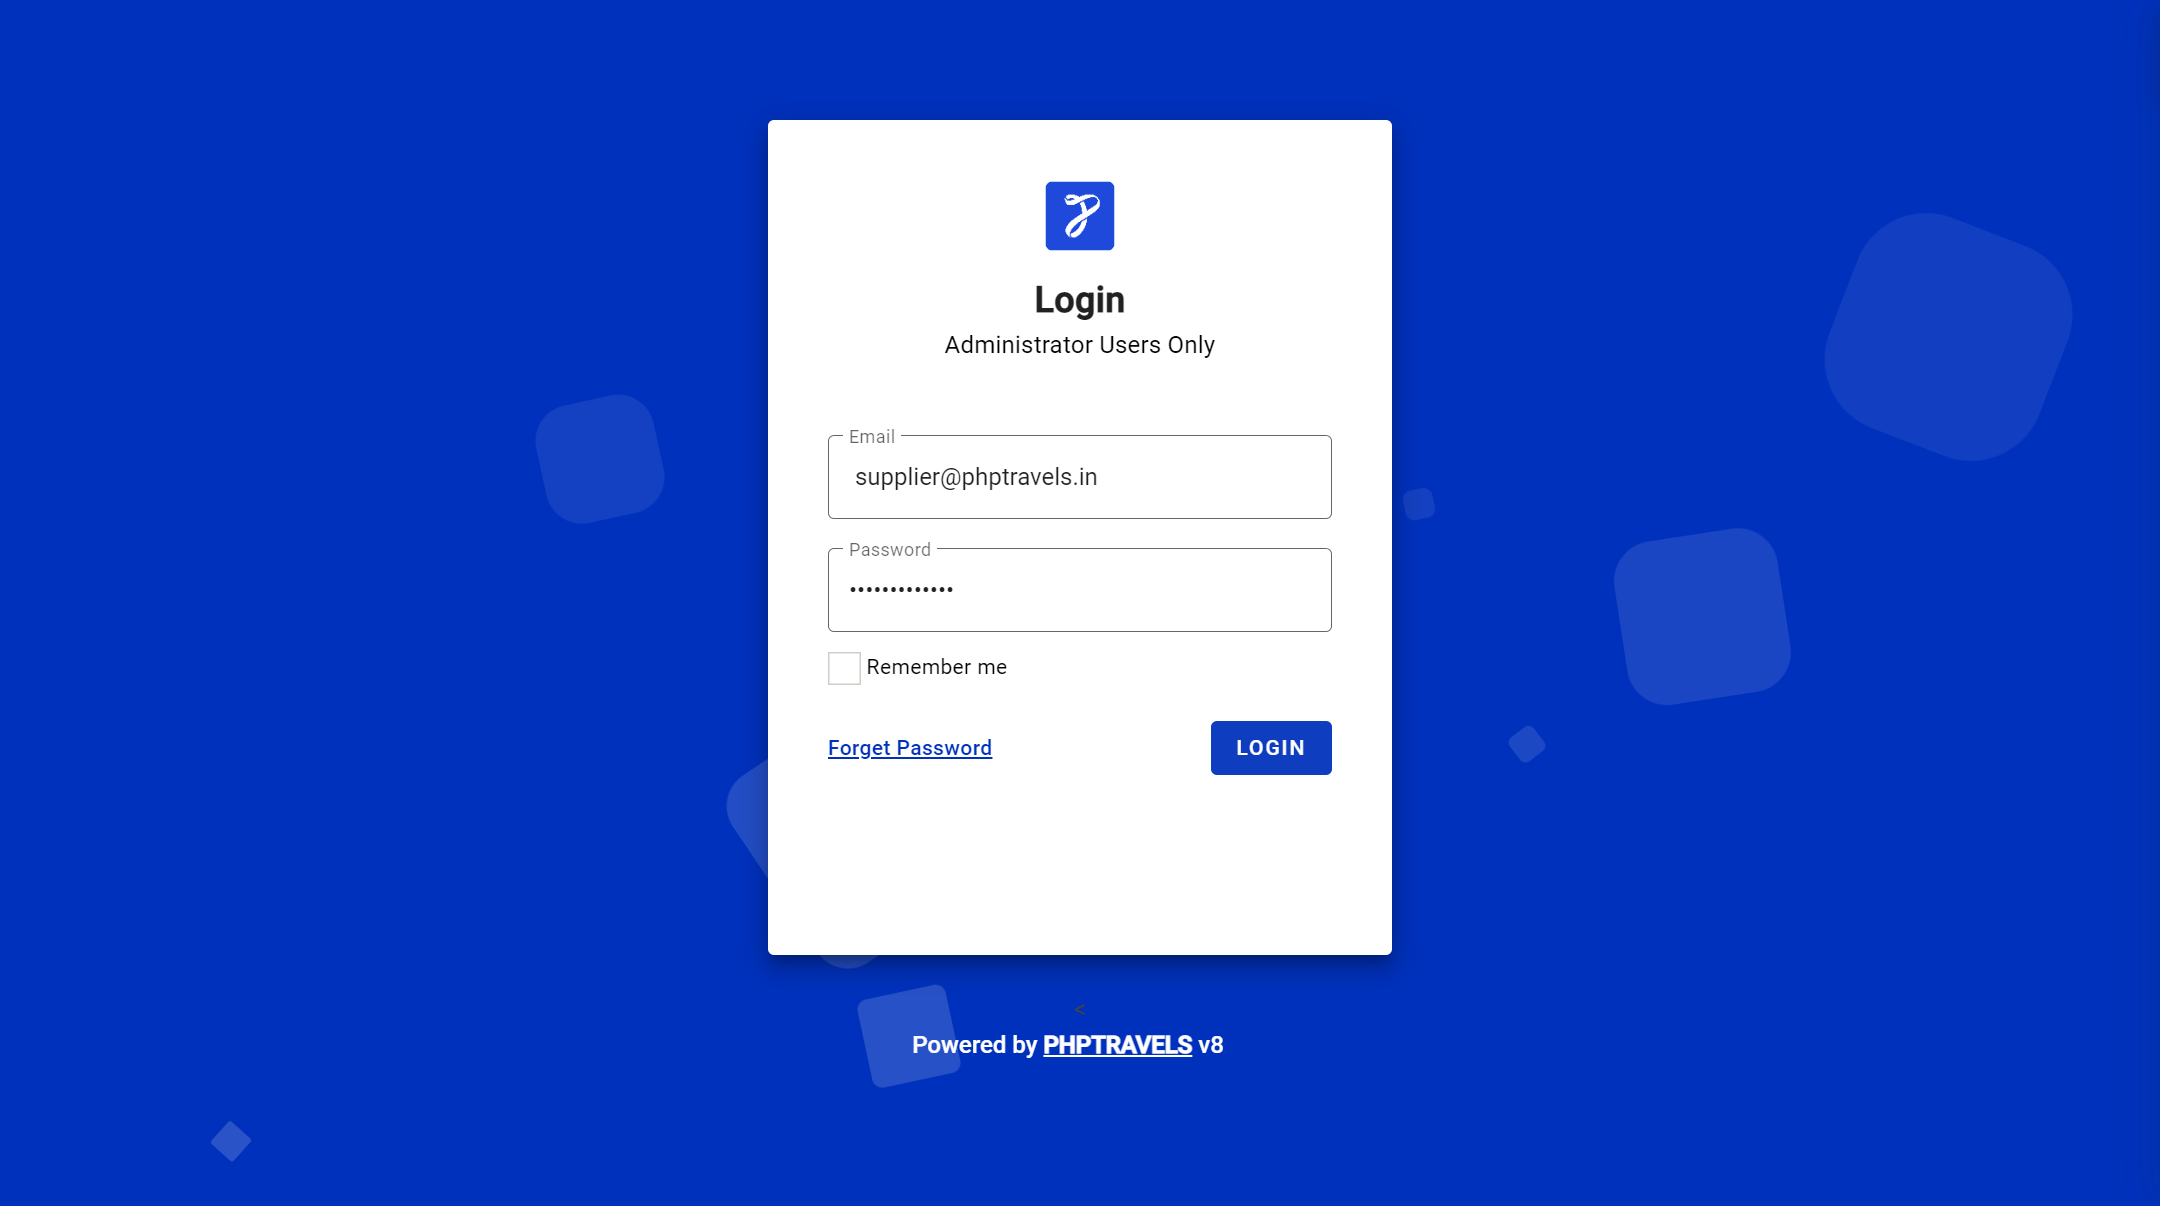 Login
Administrator Users Only
Email
supplier@phptravels.in
Password
•••••••••••••
Remember me
Forget Password
LOGIN
<
Powered by PHPTRAVELS v8